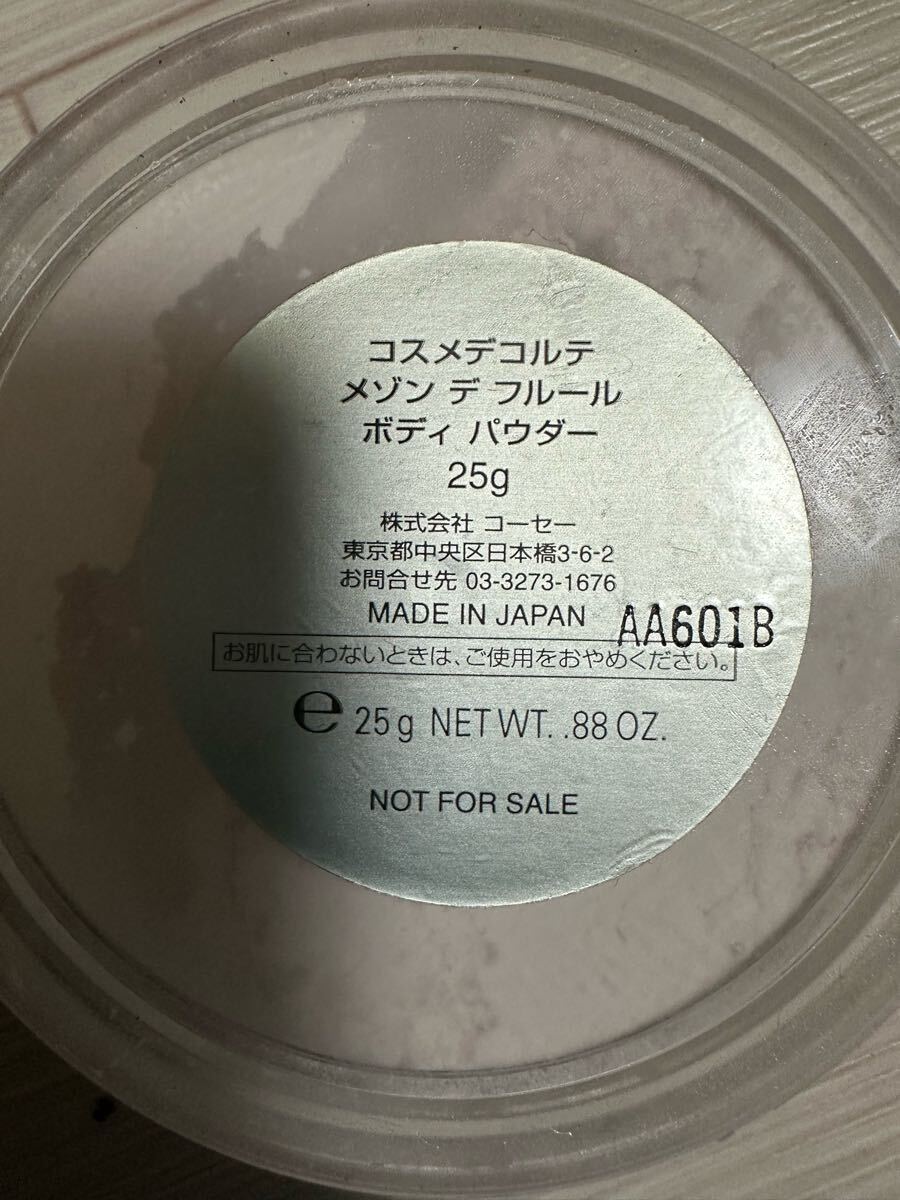 コスメデコルテ
メゾン デ フルール
ボディ パウダー
25g
株式会社 コーセー
東京都中央区日本橋3-6-2
お問合せ先 03-3273-1676
MADE IN JAPAN AA601B
お肌に合わないときは、ご使用をおやめください。
℮ 25g NET WT. .88 OZ.
NOT FOR SALE